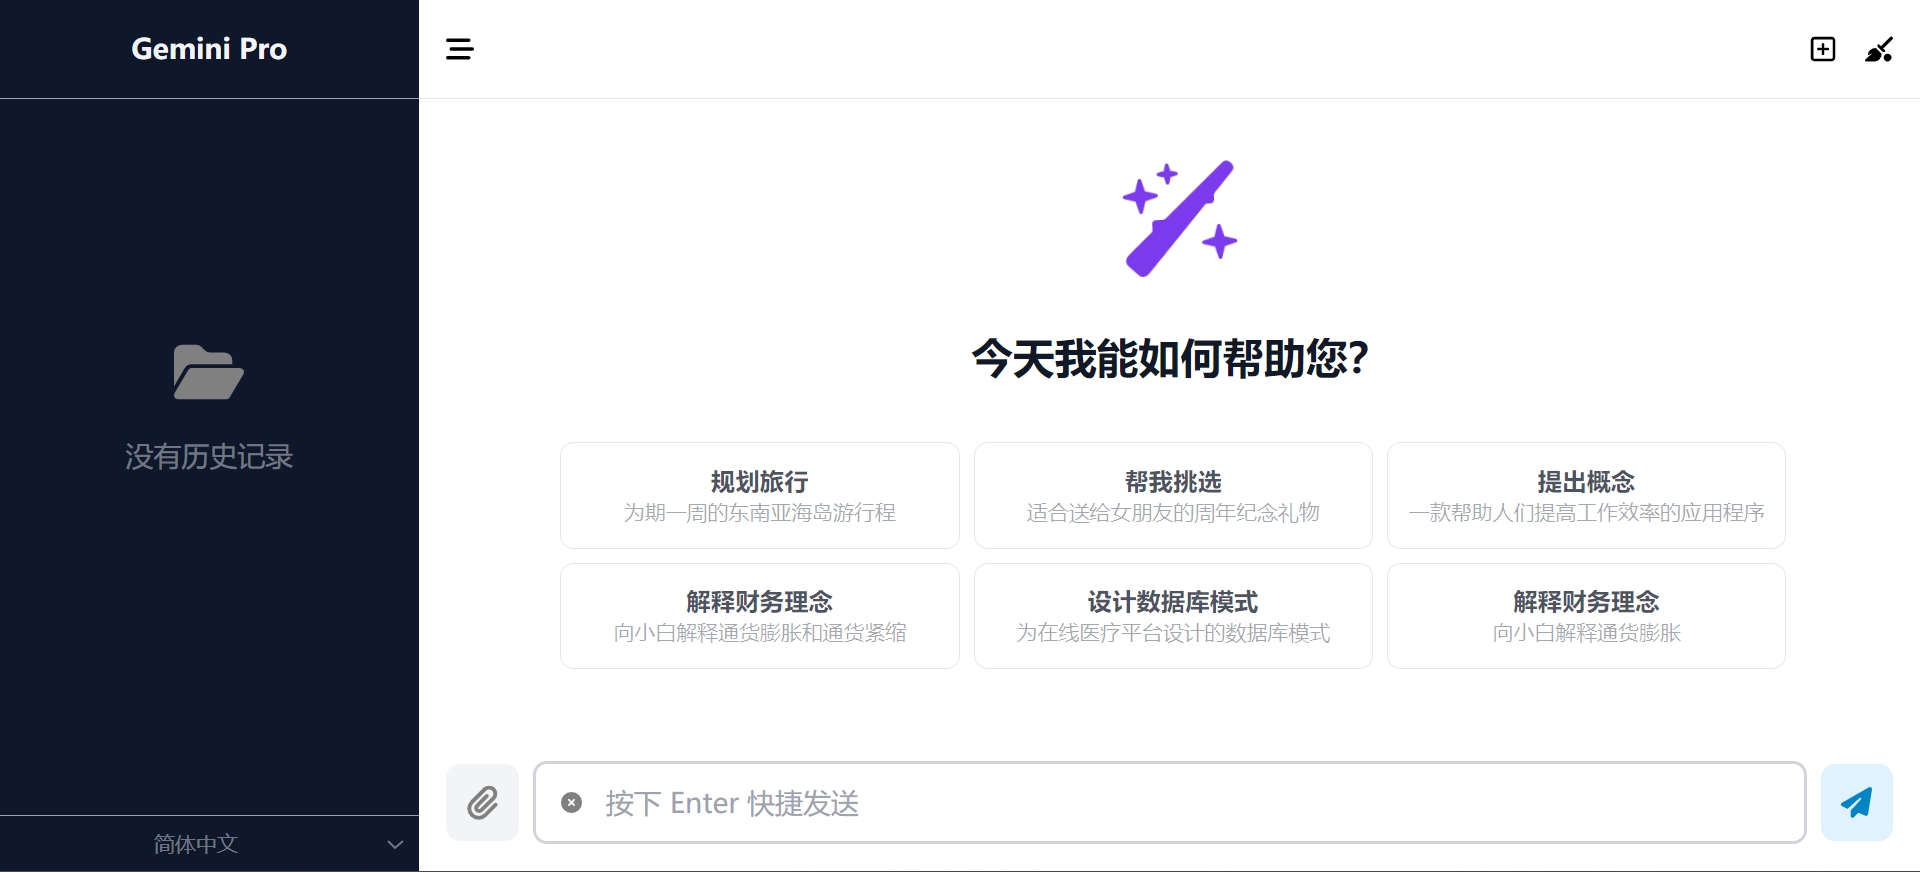 Gemini Pro
没有历史记录
简体中文
今天我能如何帮助您?
规划旅行
为期一周的东南亚海岛游行程
帮我挑选
适合送给女朋友的周年纪念礼物
提出概念
一款帮助人们提高工作效率的应用程序
解释财务理念
向小白解释通货膨胀和通货紧缩
设计数据库模式
为在线医疗平台设计的数据库模式
解释财务理念
向小白解释通货膨胀
按下 Enter 快捷发送